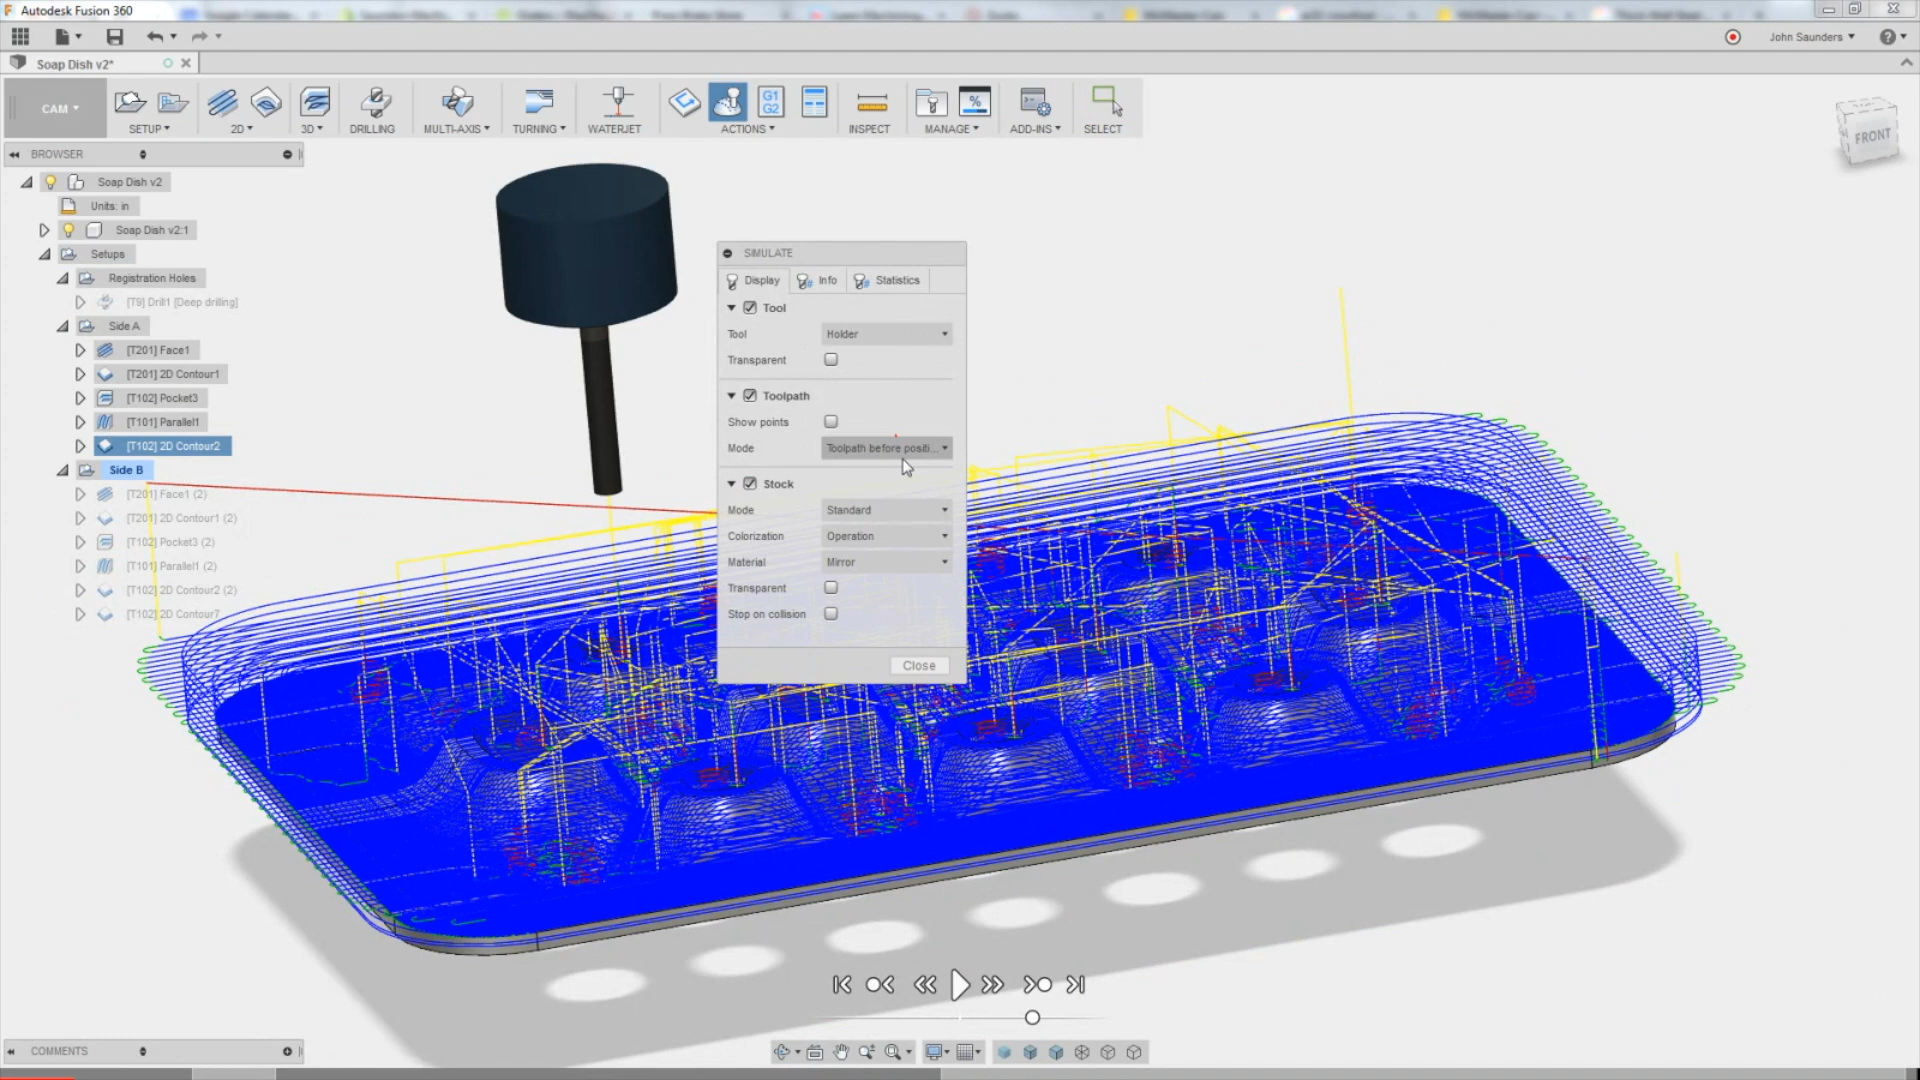 Autodesk Fusion 360
John Saunders
Soap Dish v2*
CAM
SETUP
2D
3D
DRILLING
MULTI-AXIS
TURNING
WATERJET
G1
G2
ACTIONS
INSPECT
%
MANAGE
ADD-INS
SELECT
FRONT
BROWSER
Soap Dish v2
Units: in
Soap Dish v2:1
Setups
Registration Holes
[T9] Drill1 [Deep drilling]
Side A
[T201] Face1
[T201] 2D Contour1
[T102] Pocket3
[T101] Parallel1
[T102] 2D Contour2
Side B
[T201] Face1 (2)
[T201] 2D Contour1 (2)
[T102] Pocket3 (2)
[T101] Parallel1 (2)
[T102] 2D Contour2 (2)
[T102] 2D Contour7
SIMULATE
Display Info Statistics
Tool
Tool Holder
Transparent
Toolpath
Show points
Mode Toolpath before positi...
Stock
Mode Standard
Colorization Operation
Material Mirror
Transparent
Stop on collision
Close
COMMENTS